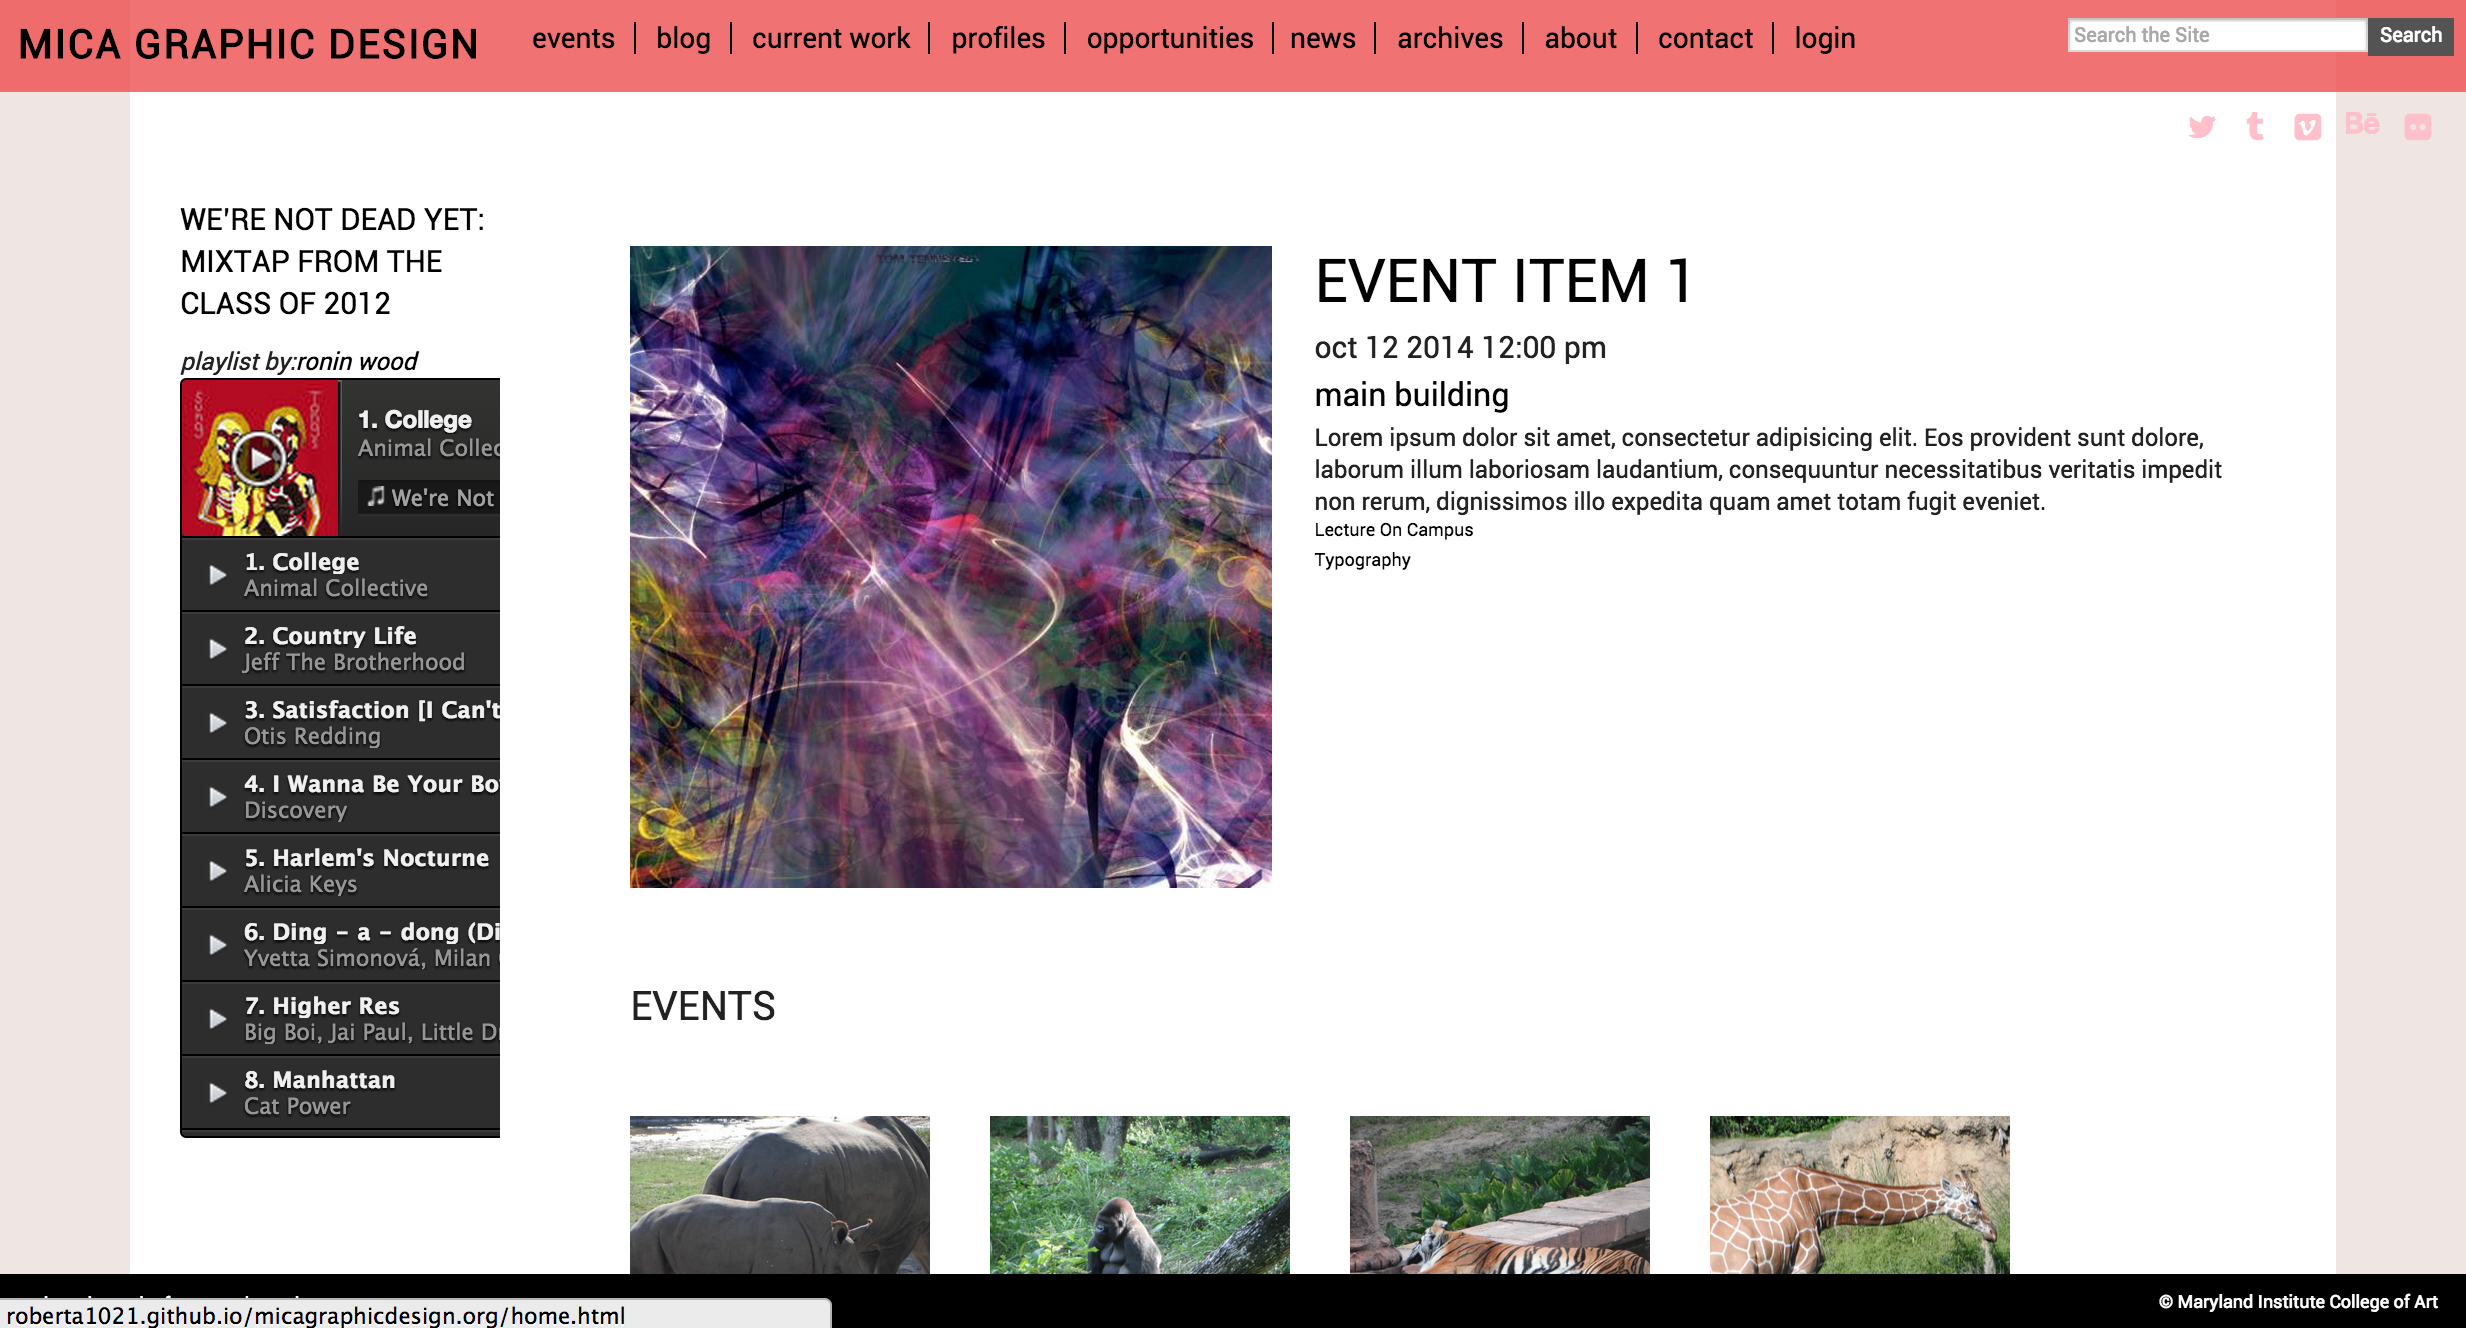 MICA GRAPHIC DESIGN
events blog current work profiles opportunities news archives about contact login
Search the Site Search
Bē
WE'RE NOT DEAD YET:
MIXTAP FROM THE
CLASS OF 2012
playlist by:ronin wood
1. College
Animal Collec
We're Not
1. College
Animal Collective
2. Country Life
Jeff The Brotherhood
3. Satisfaction [I Can't
Otis Redding
4. I Wanna Be Your Bo
Discovery
5. Harlem's Nocturne
Alicia Keys
6. Ding - a - dong (Di
Yvetta Simonová, Milan
7. Higher Res
Big Boi, Jai Paul, Little D
8. Manhattan
Cat Power
EVENT ITEM 1
oct 12 2014 12:00 pm
main building
Lorem ipsum dolor sit amet, consectetur adipisicing elit. Eos provident sunt dolore,
laborum illum laboriosam laudantium, consequuntur necessitatibus veritatis impedit
non rerum, dignissimos illo expedita quam amet totam fugit eveniet.
Lecture On Campus
Typography
EVENTS
© Maryland Institute College of Art
roberta1021.github.io/micagraphicdesign.org/home.html